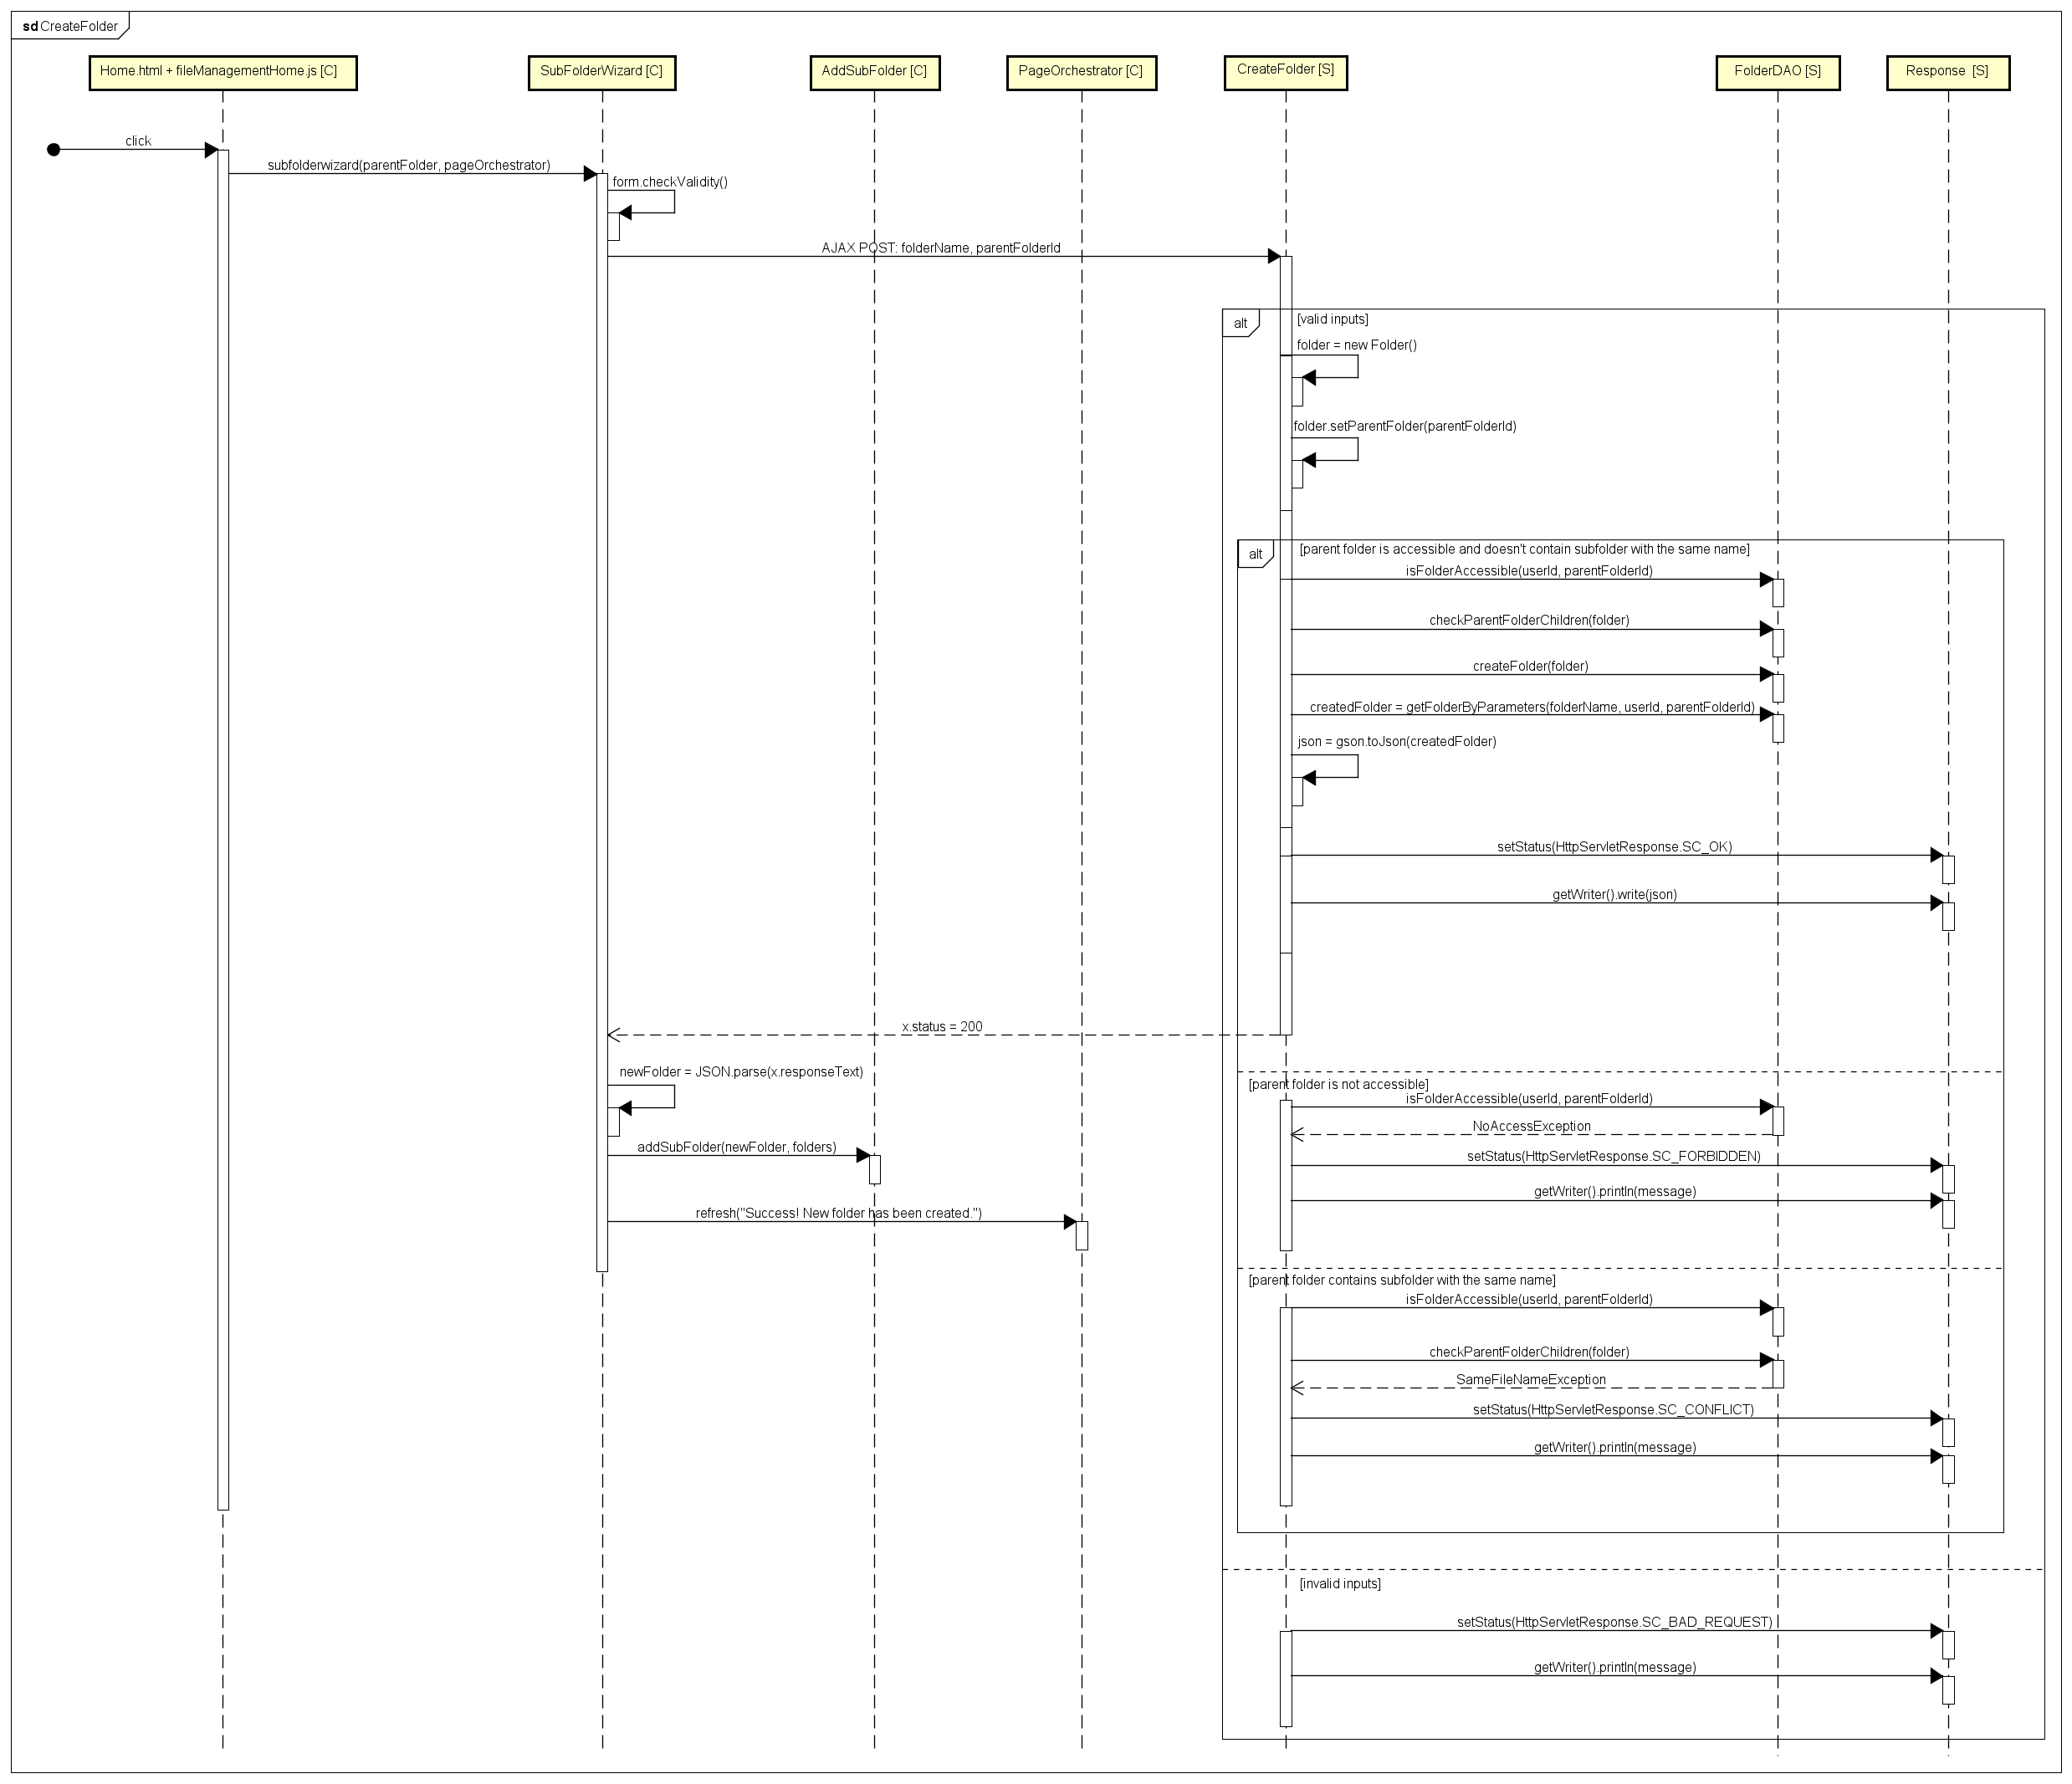 sd CreateFolder
Home.html + fileManagementHome.js [C]
SubFolderWizard [C]
AddSubFolder [C]
PageOrchestrator [C]
CreateFolder [S]
FolderDAO [S]
Response [S]
click
subfolderwizard(parentFolder, pageOrchestrator)
form.checkValidity()
AJAX POST: folderName, parentFolderId
alt
[valid inputs]
folder = new Folder()
folder.setParentFolder(parentFolderId)
alt
[parent folder is accessible and doesn't contain subfolder with the same name]
isFolderAccessible(userId, parentFolderId)
checkParentFolderChildren(folder)
createFolder(folder)
createdFolder = getFolderByParameters(folderName, userId, parentFolderId)
json = gson.toJson(createdFolder)
setStatus(HttpServletResponse.SC_OK)
getWriter().write(json)
x.status = 200
newFolder = JSON.parse(x.responseText)
[parent folder is not accessible]
isFolderAccessible(userId, parentFolderId)
NoAccessException
addSubFolder(newFolder, folders)
setStatus(HttpServletResponse.SC_FORBIDDEN)
getWriter().println(message)
refresh("Success! New folder has been created.")
[parent folder contains subfolder with the same name]
isFolderAccessible(userId, parentFolderId)
checkParentFolderChildren(folder)
SameFileNameException
setStatus(HttpServletResponse.SC_CONFLICT)
getWriter().println(message)
[invalid inputs]
setStatus(HttpServletResponse.SC_BAD_REQUEST)
getWriter().println(message)